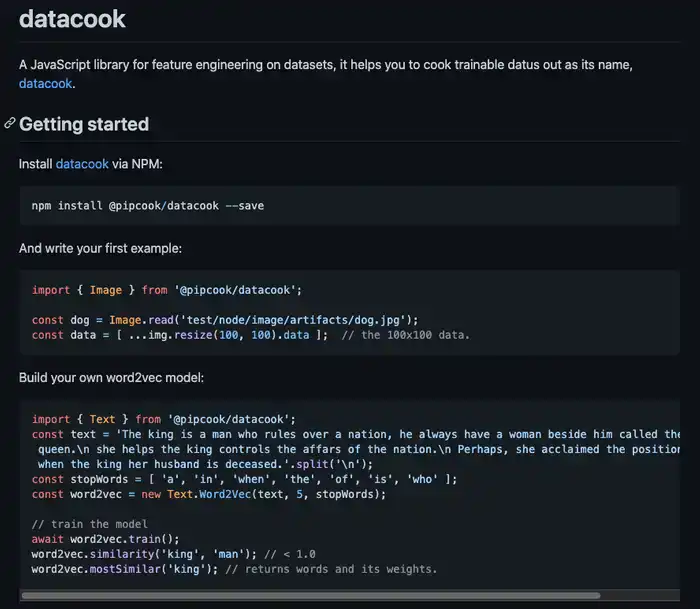 datacook
A JavaScript library for feature engineering on datasets, it helps you to cook trainable datus out as its name,
datacook.
Getting started
Install datacook via NPM:
npm install @pipcook/datacook --save
And write your first example:
import { Image } from '@pipcook/datacook';
const dog = Image.read('test/node/image/artifacts/dog.jpg');
const data = [ ...img.resize(100, 100).data ];  // the 100x100 data.
Build your own word2vec model:
import { Text } from '@pipcook/datacook';
const text = 'The king is a man who rules over a nation, he always have a woman beside him called the
queen.\n she helps the king controls the affars of the nation.\n Perhaps, she acclaimed the position
when the king her husband is deceased.'.split('\n');
const stopWords = [ 'a', 'in', 'when', 'the', 'of', 'is', 'who' ];
const word2vec = new Text.Word2Vec(text, 5, stopWords);
// train the model
await word2vec.train();
word2vec.similarity('king', 'man'); // < 1.0
word2vec.mostSimilar('king'); // returns words and its weights.